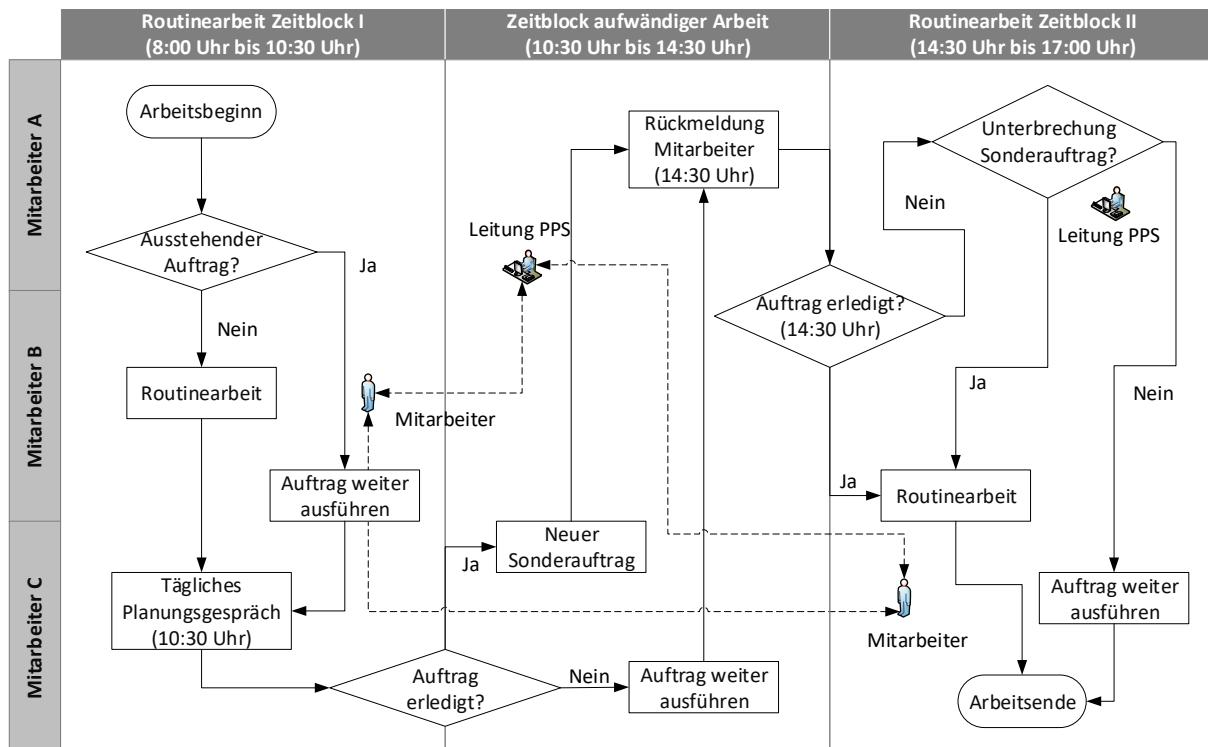 Routinearbeit Zeitblock I
(8:00 Uhr bis 10:30 Uhr)
Zeitblock aufwändiger Arbeit
(10:30 Uhr bis 14:30 Uhr)
Routinearbeit Zeitblock II
(14:30 Uhr bis 17:00 Uhr)
Mitarbeiter A
Mitarbeiter B
Mitarbeiter C
Arbeitsbeginn
Ausstehender
Auftrag?
Ja
Nein
Routinearbeit
Auftrag weiter
ausführen
Tägliches
Planungsgespräch
(10:30 Uhr)
Auftrag
erledigt?
Ja
Nein
Neuer
Sonderauftrag
Auftrag weiter
ausführen
Leitung PPS
Mitarbeiter
Rückmeldung
Mitarbeiter
(14:30 Uhr)
Auftrag erledigt?
(14:30 Uhr)
Nein
Ja
Unterbrechung
Sonderauftrag?
Leitung PPS
Ja
Nein
Routinearbeit
Mitarbeiter
Auftrag weiter
ausführen
Arbeitsende